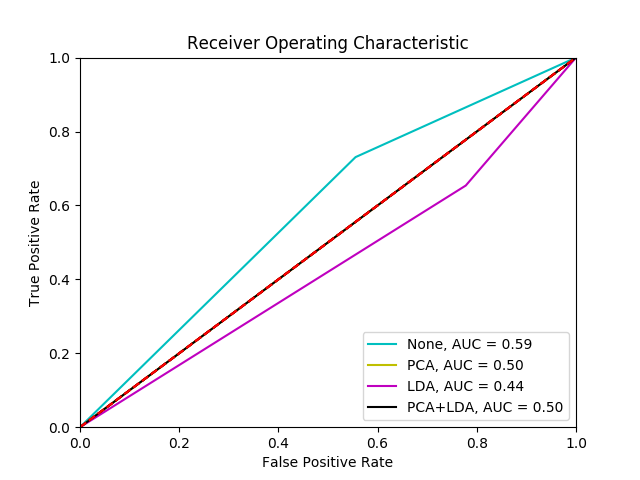 Receiver Operating Characteristic
1.0
0.8
0.6
0.4
0.2
0.0
True Positive Rate
None, AUC = 0.59
PCA, AUC = 0.50
LDA, AUC = 0.44
PCA+LDA, AUC = 0.50
0.0 0.2 0.4 0.6 0.8 1.0
False Positive Rate